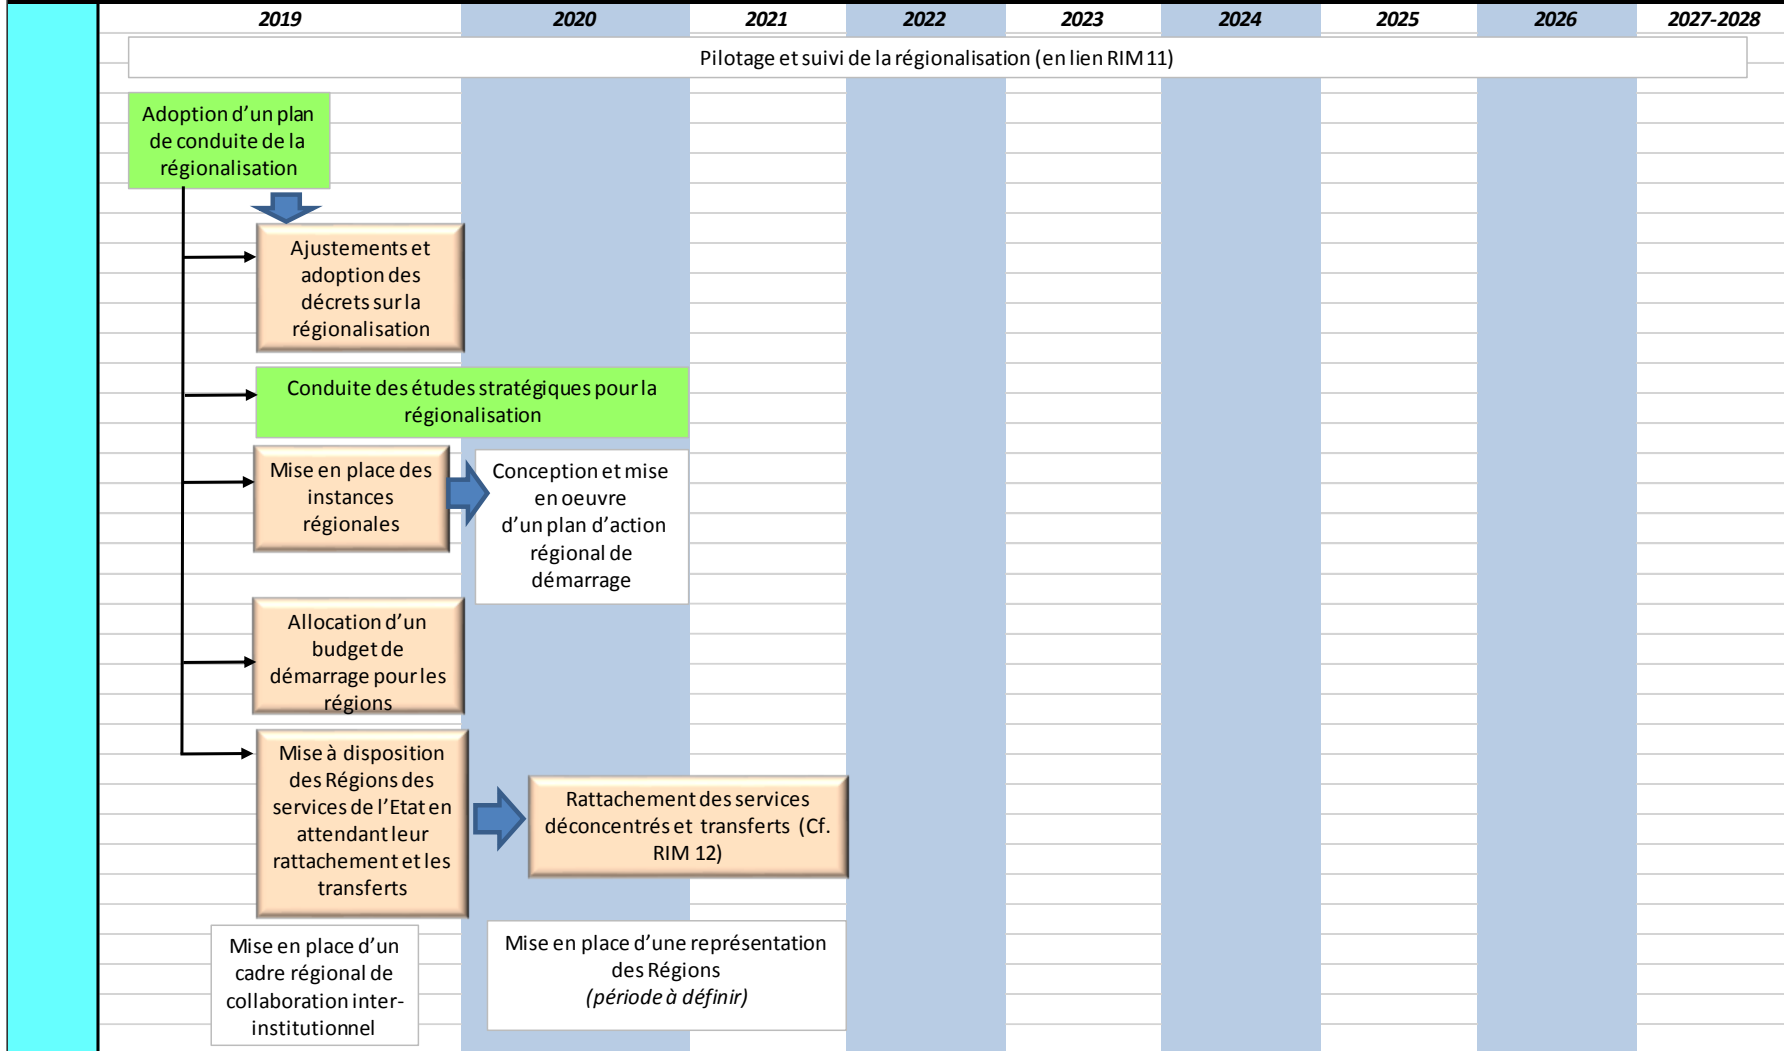 2019 2020 2021 2022 2023 2024 2025 2026 2027-2028
Pilotage et suivi de la régionalisation (en lien RIM 11)
Adoption d’un plan
de conduite de la
régionalisation
Ajustements et
adoption des
décrets sur la
régionalisation
Conduite des études stratégiques pour la
régionalisation
Mise en place des
instances
régionales
Conception et mise
en oeuvre
d’un plan d’action
régional de
démarrage
Allocation d’un
budget de
démarrage pour les
régions
Mise à disposition
des Régions des
services de l’Etat en
attendant leur
rattachement et les
transferts
Rattachement des services
déconcentrés et transferts (Cf.
RIM 12)
Mise en place d’un
cadre régional de
collaboration inter-
institutionnel
Mise en place d’une représentation
des Régions
(période à définir)